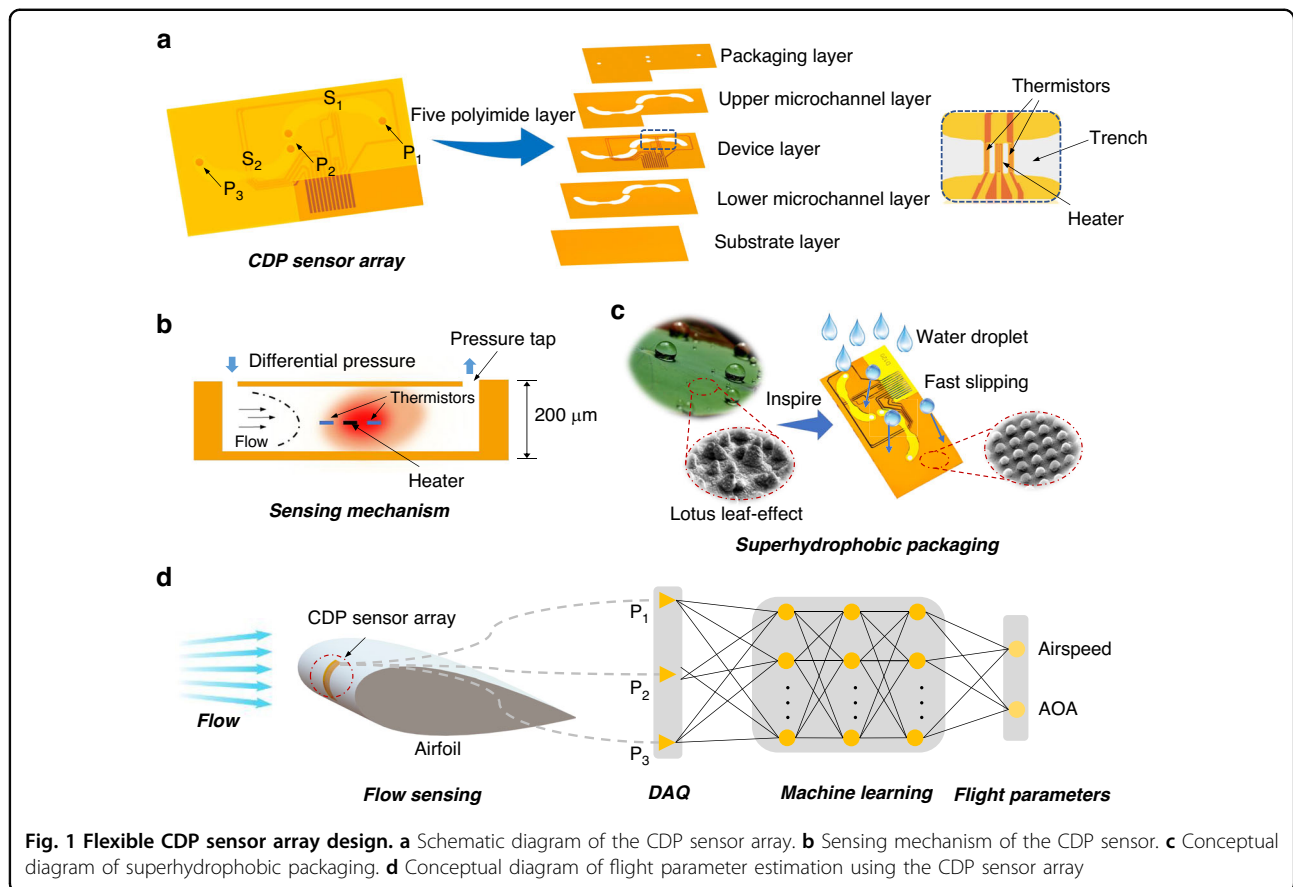 a
S1
S2
P1
P2
P3
CDP sensor array
Five polyimide layer
Packaging layer
Upper microchannel layer
Device layer
Lower microchannel layer
Substrate layer
Thermistors
Trench
Heater
b
Differential pressure
Pressure tap
Thermistors
Flow
Heater
200 μm
Sensing mechanism
c
Water droplet
Fast slipping
Inspire
Lotus leaf-effect
Superhydrophobic packaging
d
CDP sensor array
Flow
Airfoil
Flow sensing
P1
P2
P3
DAQ
Machine learning
Airspeed
AOA
Flight parameters
Fig. 1 Flexible CDP sensor array design. a Schematic diagram of the CDP sensor array. b Sensing mechanism of the CDP sensor. c Conceptual
diagram of superhydrophobic packaging. d Conceptual diagram of flight parameter estimation using the CDP sensor array